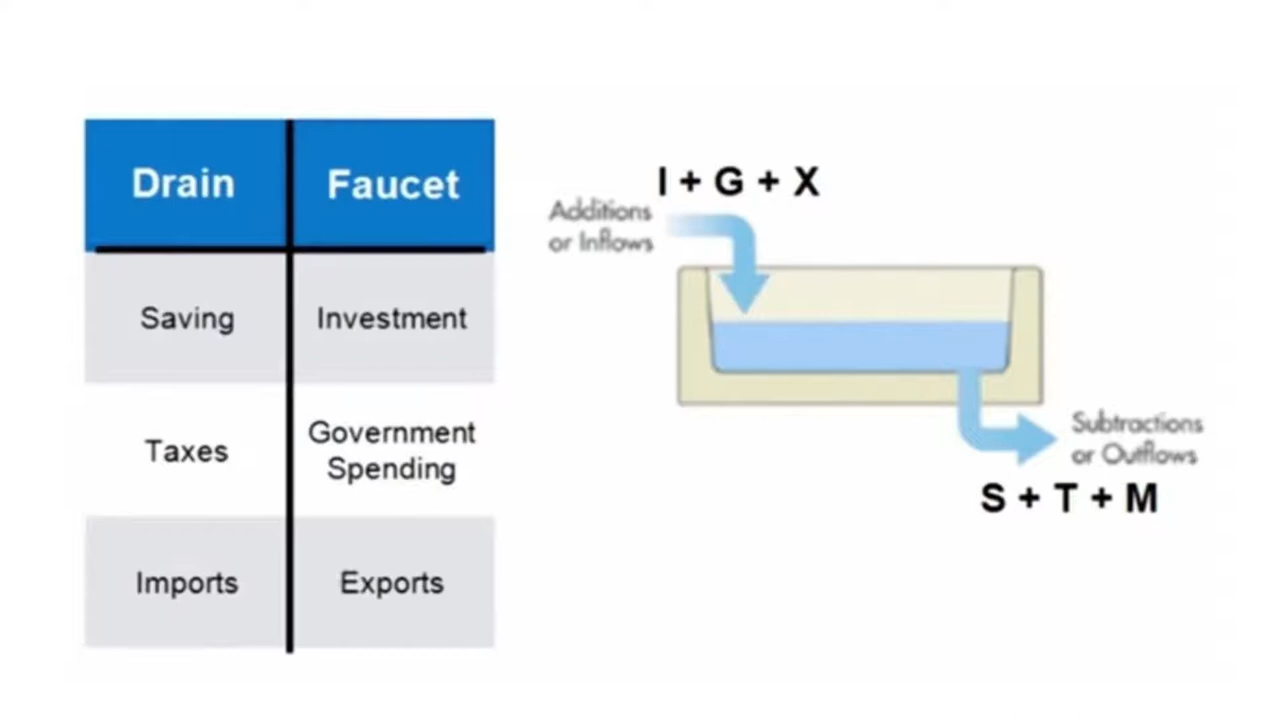 Drain
Faucet
Saving
Investment
Taxes
Government
Spending
Imports
Exports
I + G + X
Additions
or Inflows
Subtractions
or Outflows
S + T + M